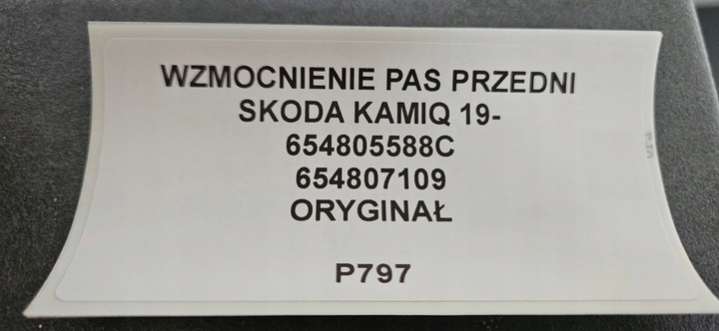 WZMOCNIENIE PAS PRZEDNI
SKODA KAMIQ 19-
654805588C
654807109
ORYGINAŁ
P797